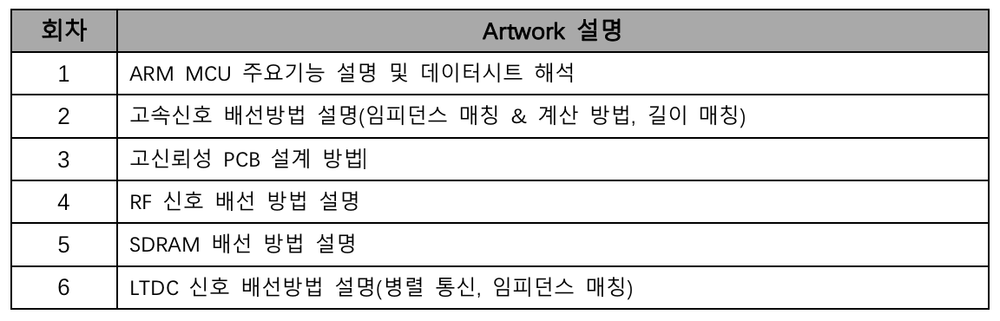 회차 Artwork 설명
1 ARM MCU 주요기능 설명 및 데이터시트 해석
2 고속신호 배선방법 설명(임피던스 매칭 & 계산 방법, 길이 매칭)
3 고신뢰성 PCB 설계 방법
4 RF 신호 배선 방법 설명
5 SDRAM 배선 방법 설명
6 LTDC 신호 배선방법 설명(병렬 통신, 임피던스 매칭)